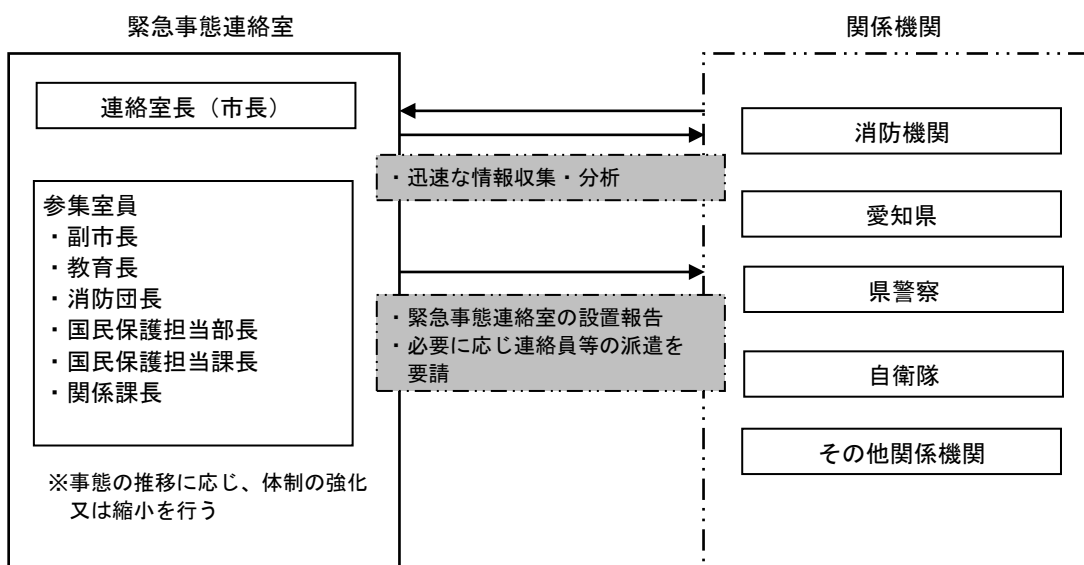 緊急事態連絡室
連絡室長（市長）
参集室員
・副市長
・教育長
・消防団長
・国民保護担当部長
・国民保護担当課長
・関係課長
※事態の推移に応じ、体制の強化
又は縮小を行う
・迅速な情報収集・分析
・緊急事態連絡室の設置報告
・必要に応じ連絡員等の派遣を
要請
関係機関
消防機関
愛知県
県警察
自衛隊
その他関係機関